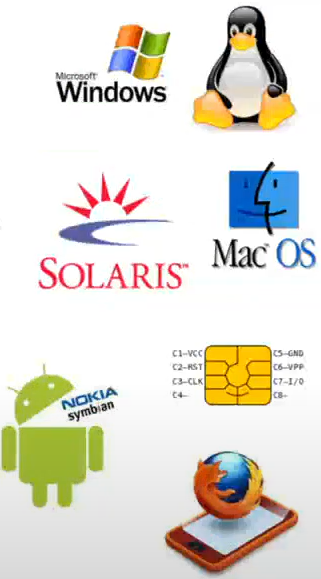 Microsoft
Windows
SOLARIS™
Mac OS
NOKIA
symbian
C1-VCC C5-GND
C2-RST C6-VPP
C3-CLK C7-I/O
C4- C8-